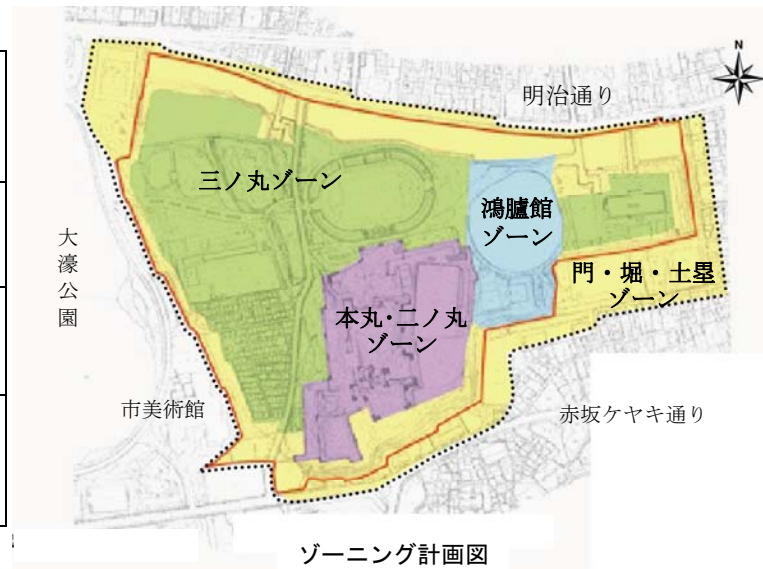 N
明治通り
三ノ丸ゾーン
鴻臚館
ゾーン
大濠公園
門・堀・土塁
ゾーン
本丸・二ノ丸
ゾーン
市美術館
赤坂ケヤキ通り
ゾーニング計画図